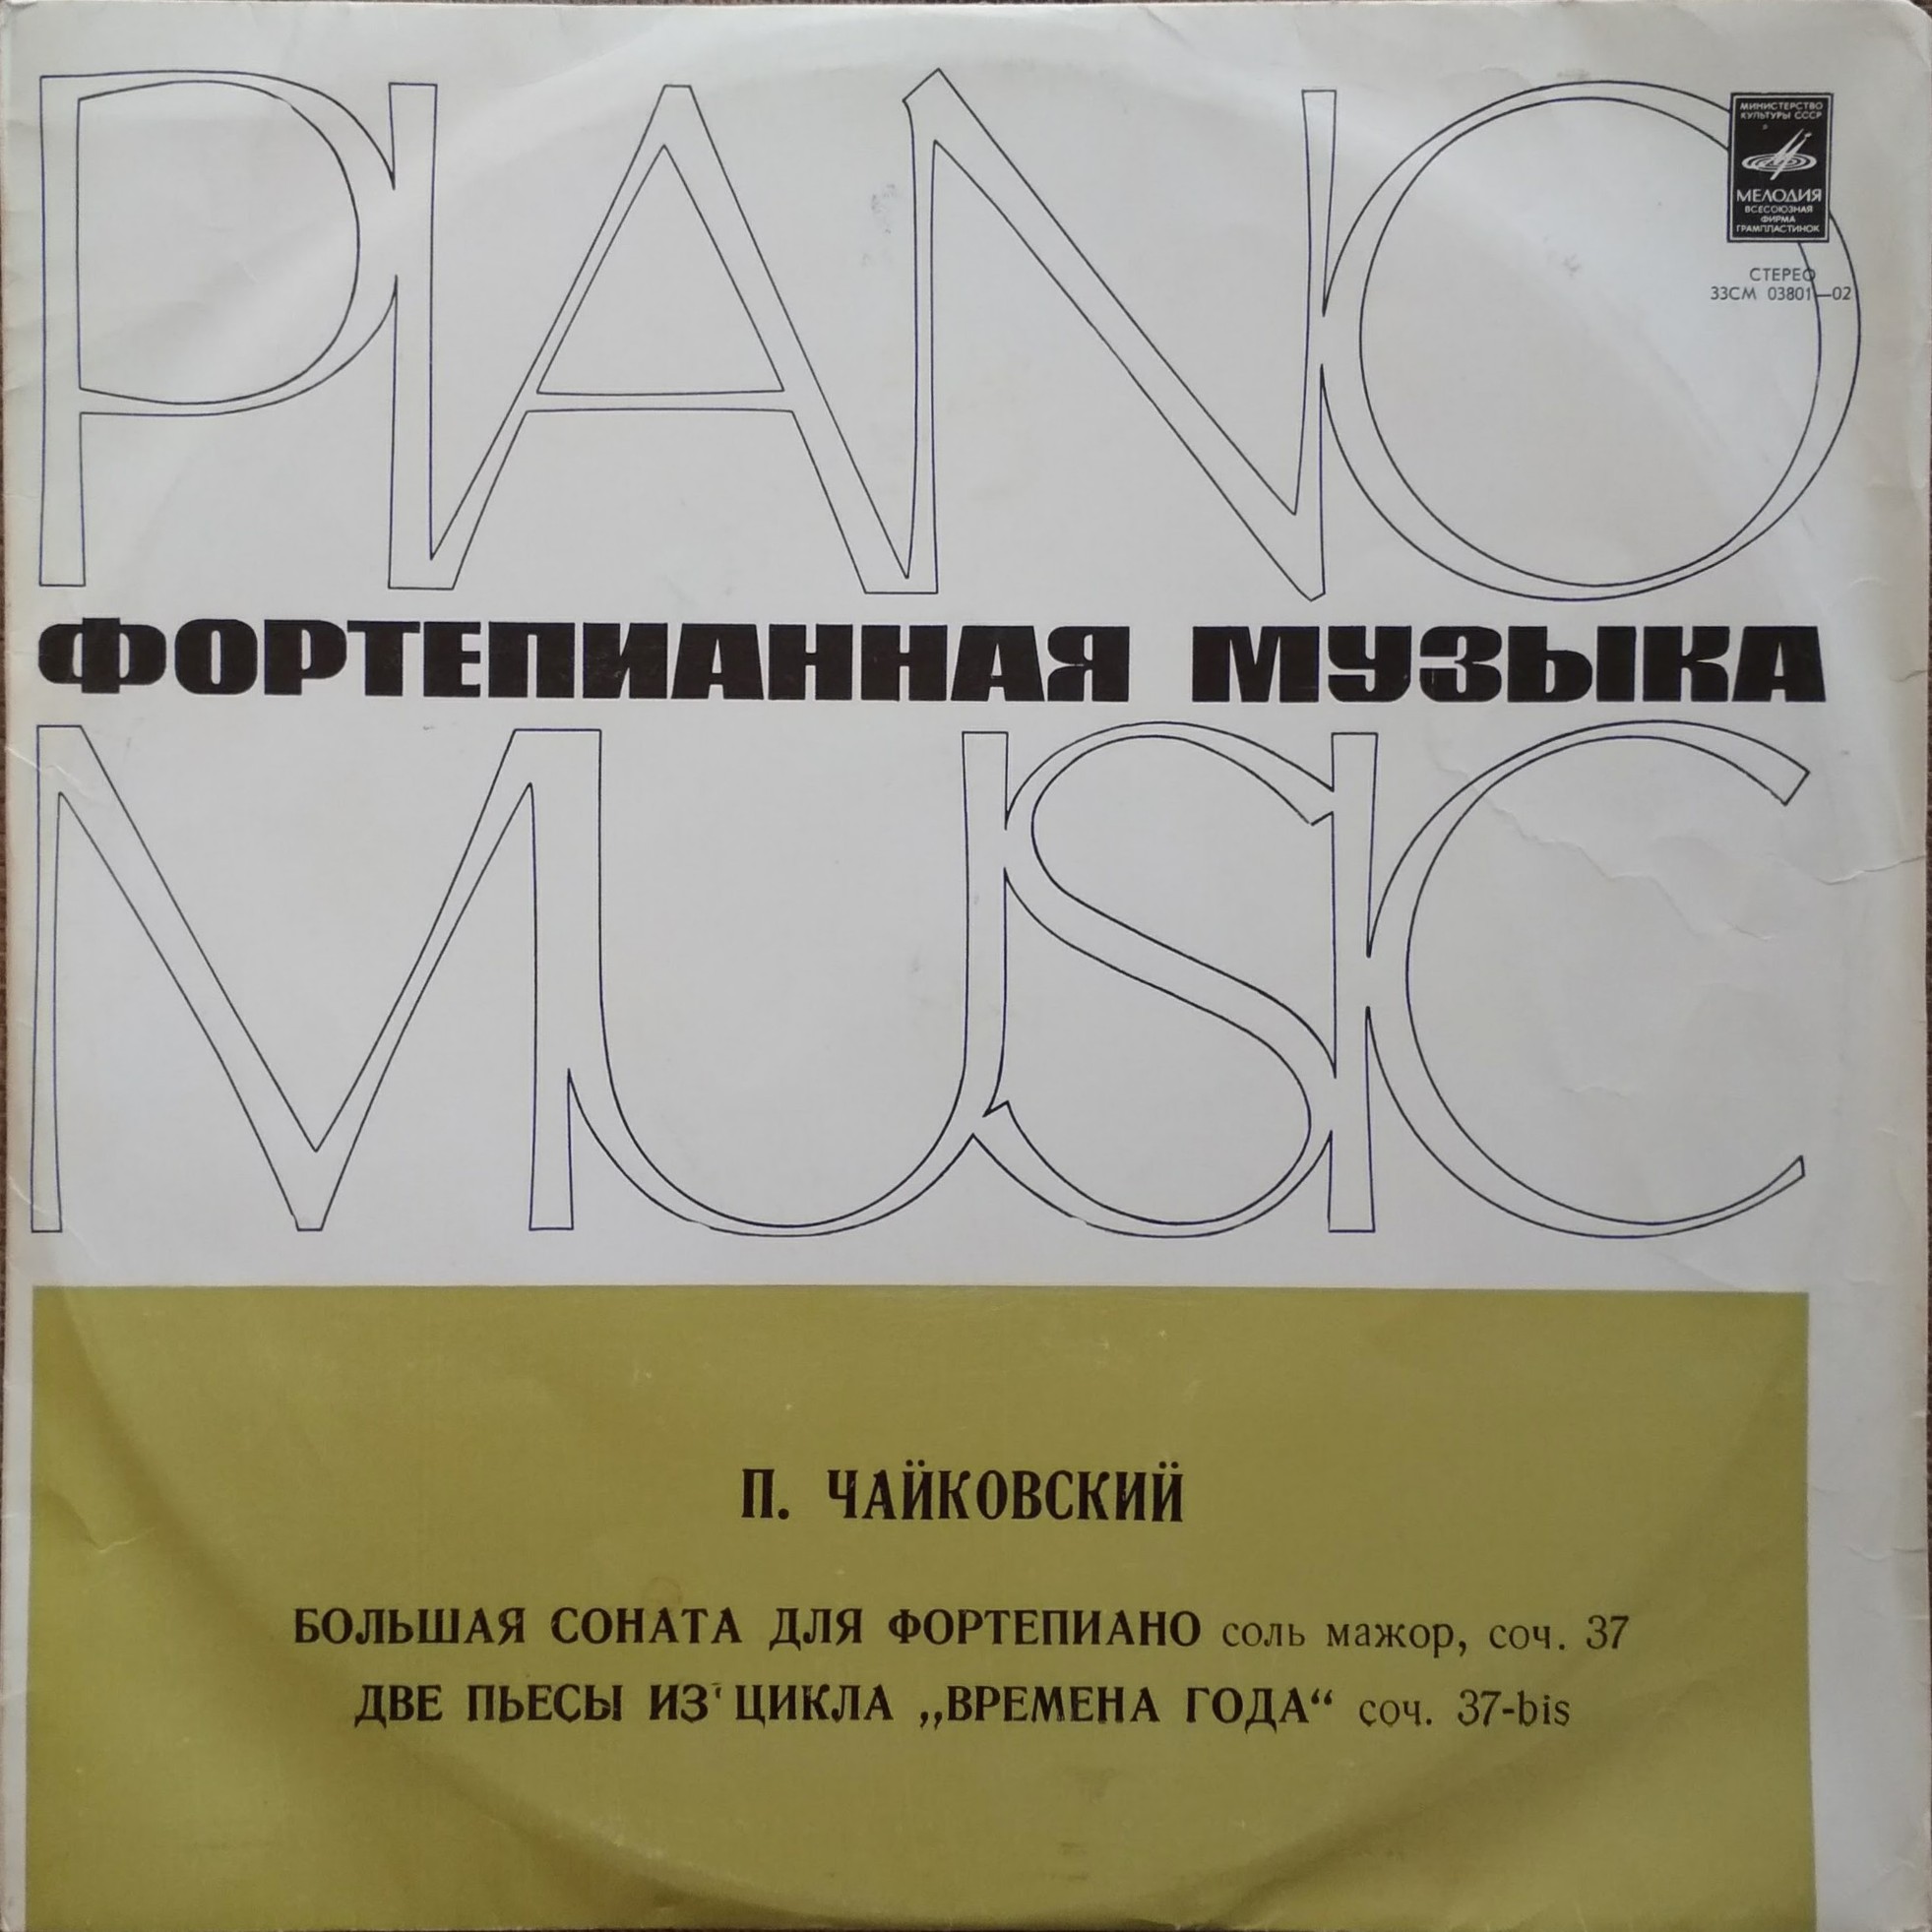 PIANO
МИНИСТЕРСТВО
КУЛЬТУРЫ СССР
МЕЛОДИЯ
ВСЕСОЮЗНАЯ
ФИРМА
ГРАМПЛАСТИНОК
СТЕРЕО
33СМ 03801—02
ФОРТЕПИАННАЯ МУЗЫКА
MUSIC
П. ЧАЙКОВСКИЙ
БОЛЬШАЯ СОНАТА ДЛЯ ФОРТЕПИАНО соль мажор, соч. 37
ДВЕ ПЬЕСЫ ИЗ ЦИКЛА „ВРЕМЕНА ГОДА“ соч. 37-bis